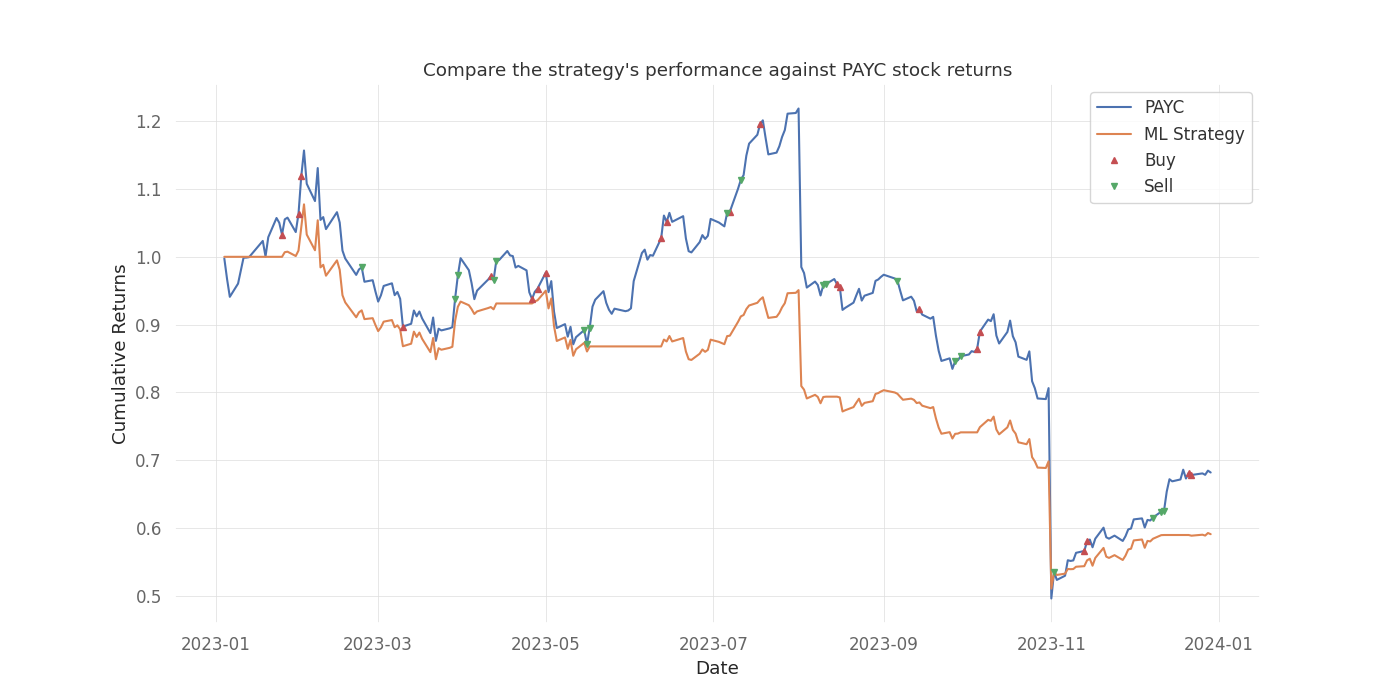 Compare the strategy's performance against PAYC stock returns
PAYC
ML Strategy
Buy
Sell
Cumulative Returns
1.2
1.1
1.0
0.9
0.8
0.7
0.6
0.5
2023-01
2023-03
2023-05
2023-07
2023-09
2023-11
2024-01
Date